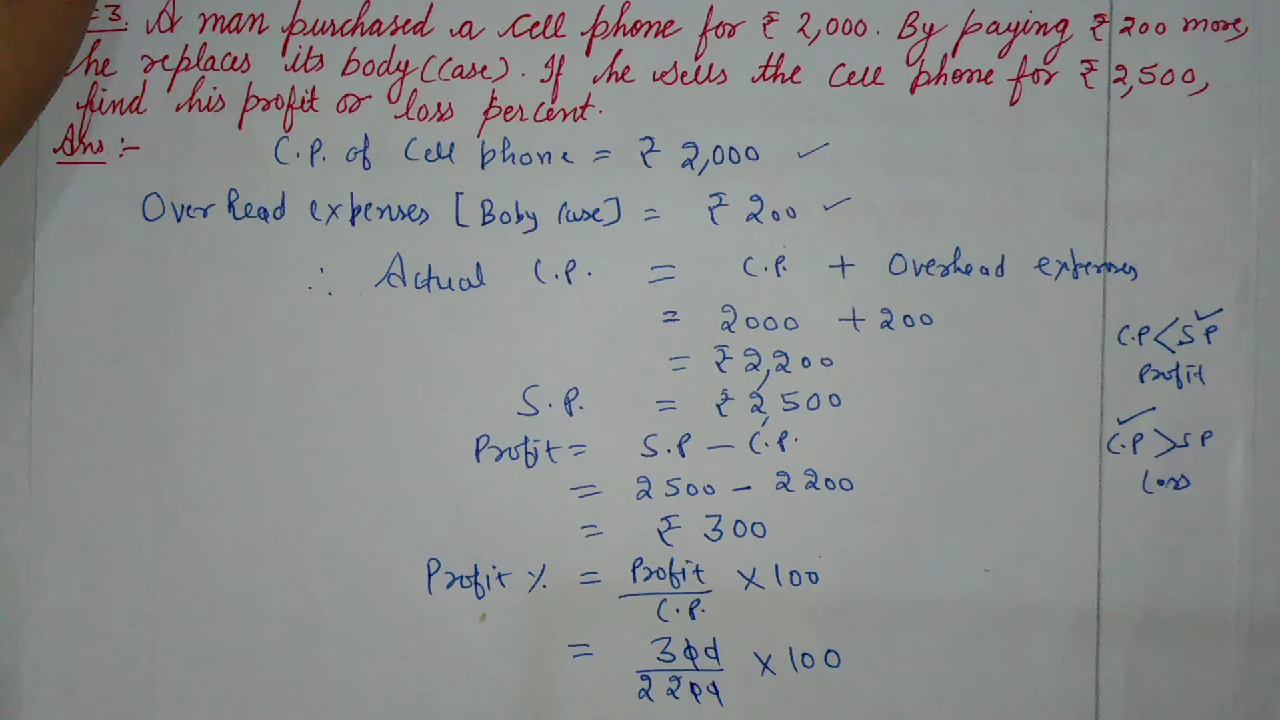 3. A man purchased a cell phone for ₹ 2,000. By paying ₹ 200 more,
he replaces its body (case). If he sells the cell phone for ₹ 2,500,
find his profit or loss percent.
Ans :- C.P. of Cell phone = ₹ 2,000 ✓
Over head expenses [Boby Case] = ₹ 200 ✓
∴ Actual C.P. = C.P. + Overhead expenses
= 2000 + 200
= ₹ 2,200
S.P. = ₹ 2,500
Profit = S.P - C.P.
= 2500 - 2200
= ₹ 300
Profit % = Profit / C.P. × 100
= 300 / 2200 × 100
C.P < S P ✓
Profit
✓ C.P > S P
Loss